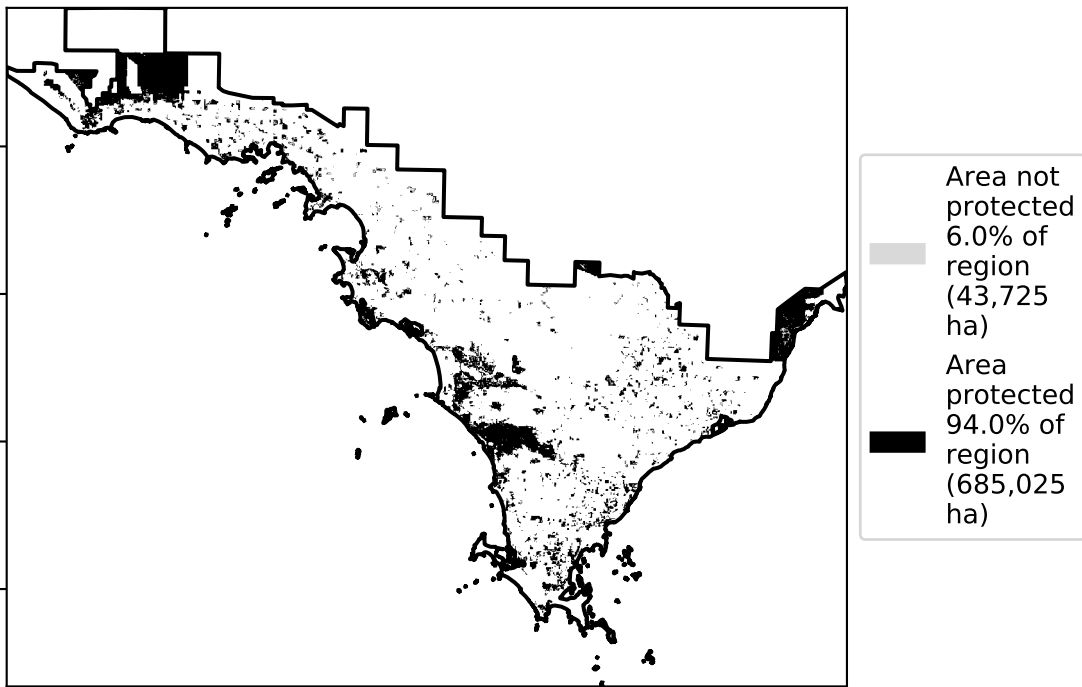 Area not
protected
6.0% of
region
(43,725
ha)
Area
protected
94.0% of
region
(685,025
ha)